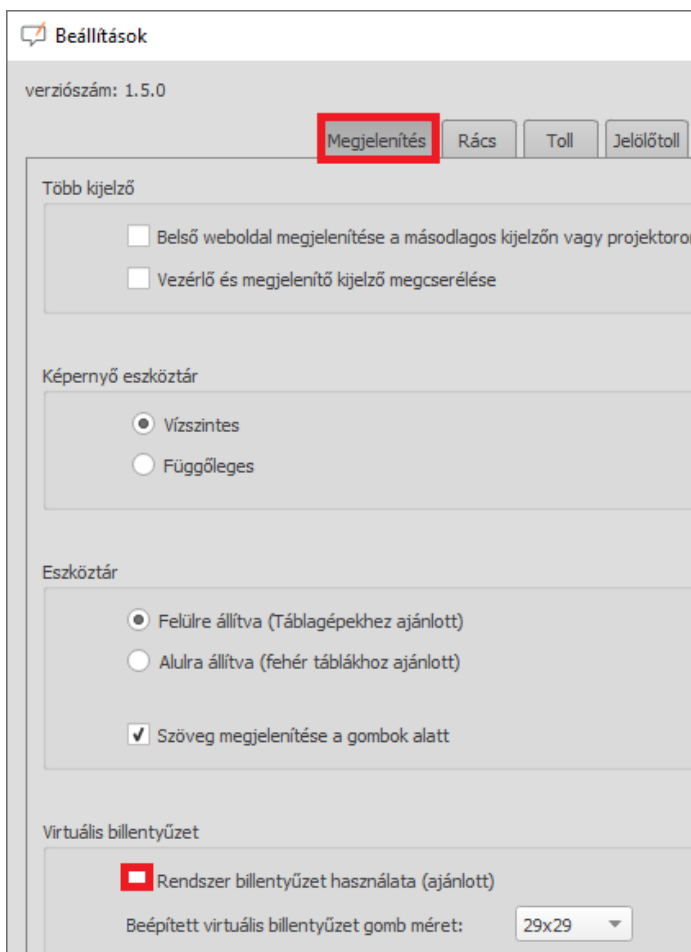 Beállítások
verziószám: 1.5.0
Megjelenítés Rács Toll Jelölőtoll
Több kijelző
Belső weboldal megjelenítése a másodlagos kijelzőn vagy projektoro
Vezérlő és megjelenítő kijelző megcserélése
Képernyő eszköztár
Vízszintes
Függőleges
Eszköztár
Felülre állítva (Táblagépekhez ajánlott)
Alulra állítva (fehér táblákhoz ajánlott)
Szöveg megjelenítése a gombok alatt
Virtuális billentyűzet
Rendszer billentyűzet használata (ajánlott)
Beépített virtuális billentyűzet gomb méret: 29x29